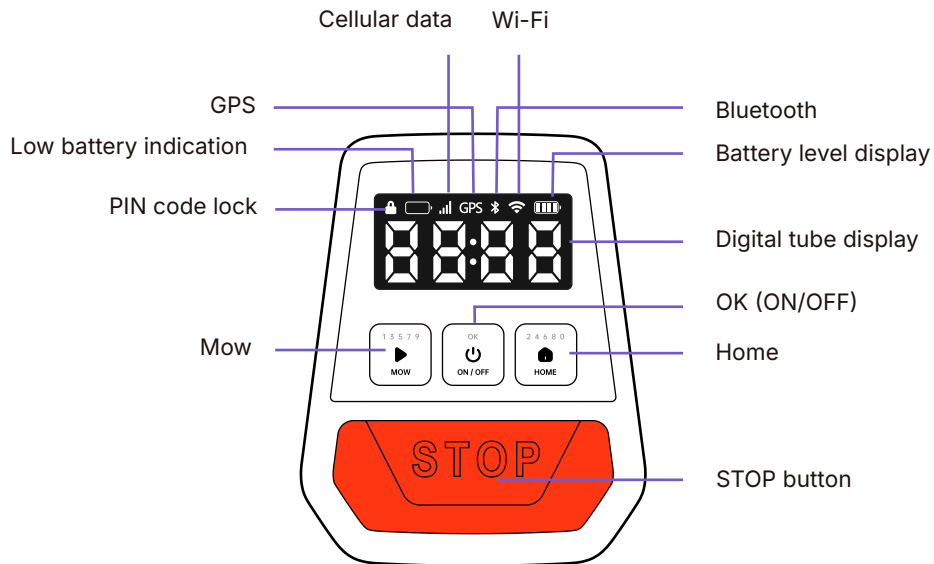 Cellular data
Wi-Fi
GPS
Bluetooth
Low battery indication
Battery level display
PIN code lock
GPS
88:88
Digital tube display
OK (ON/OFF)
Mow
1 3 5 7 9
MOW
OK
ON / OFF
2 4 6 8 0
HOME
Home
STOP
STOP button